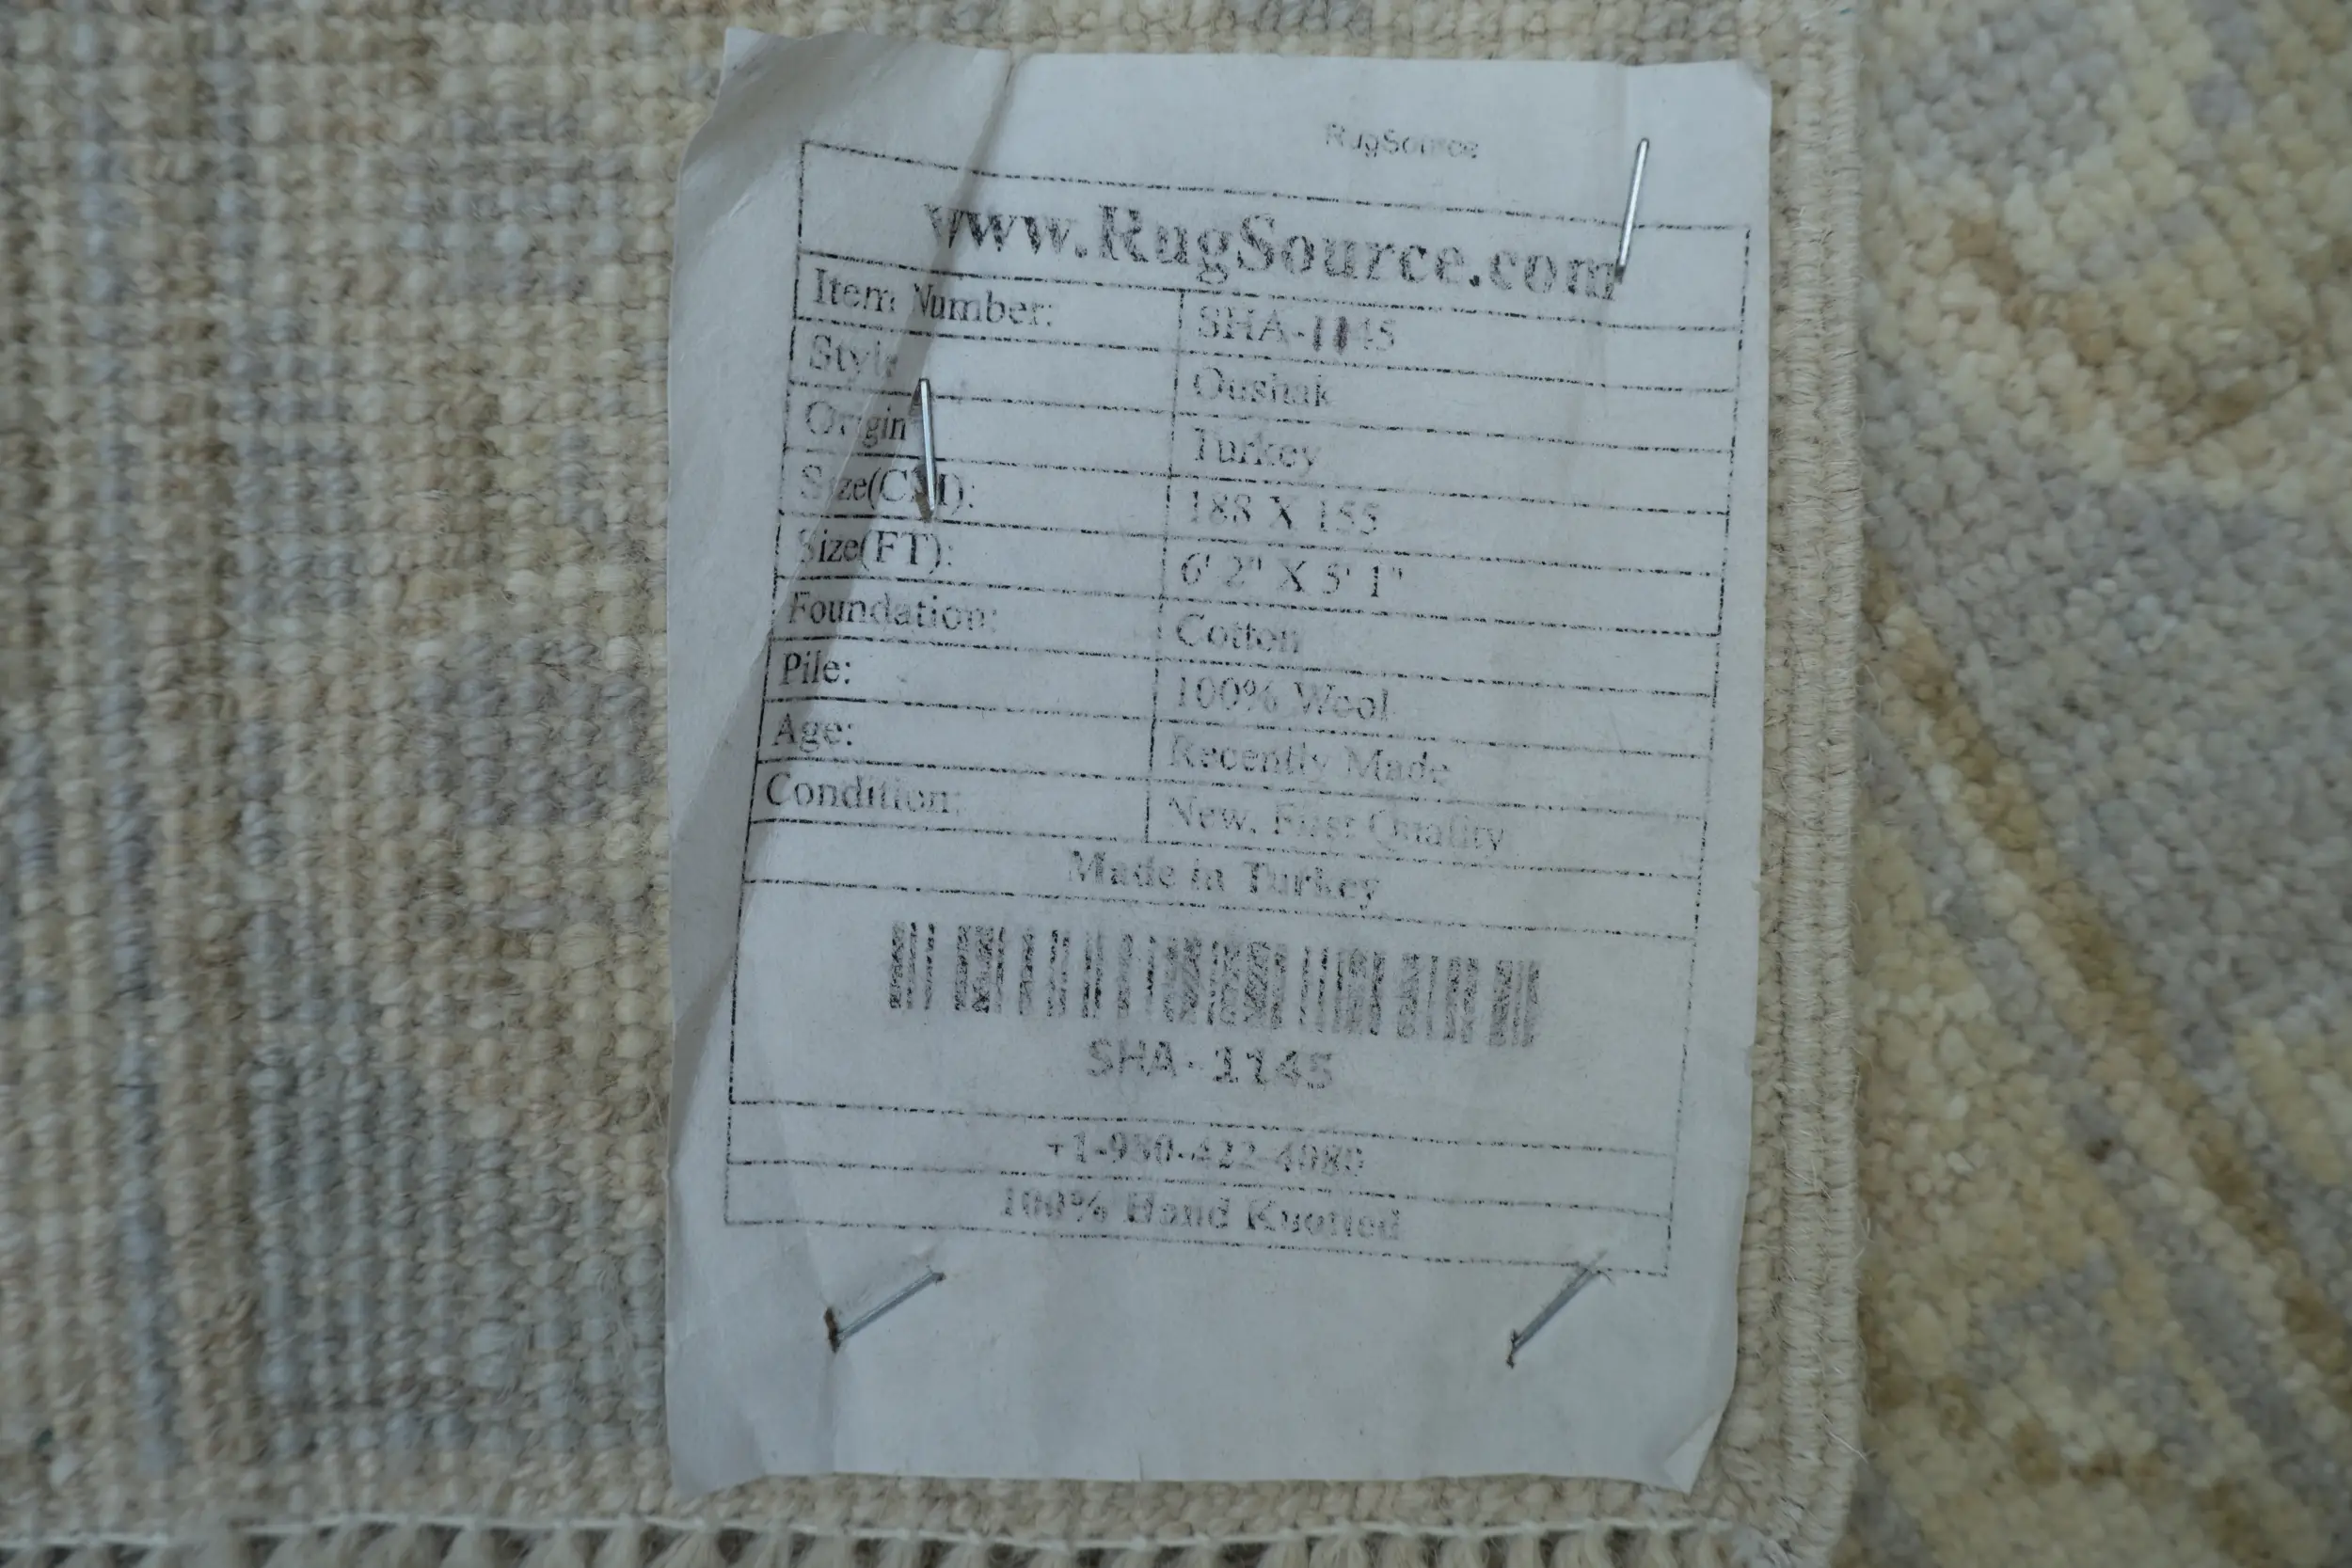 RugSource
www.RugSource.com
Item Number: SHA-1145
Style Oushak
Origin Turkey
Size(CM): 188 X 155
Size(FT): 6' 2" X 5' 1"
Foundation: Cotton
Pile: 100% Wool
Age: Recently Made
Condition: New, First Quality
Made in Turkey
SHA-1145
100% Hand Knotted